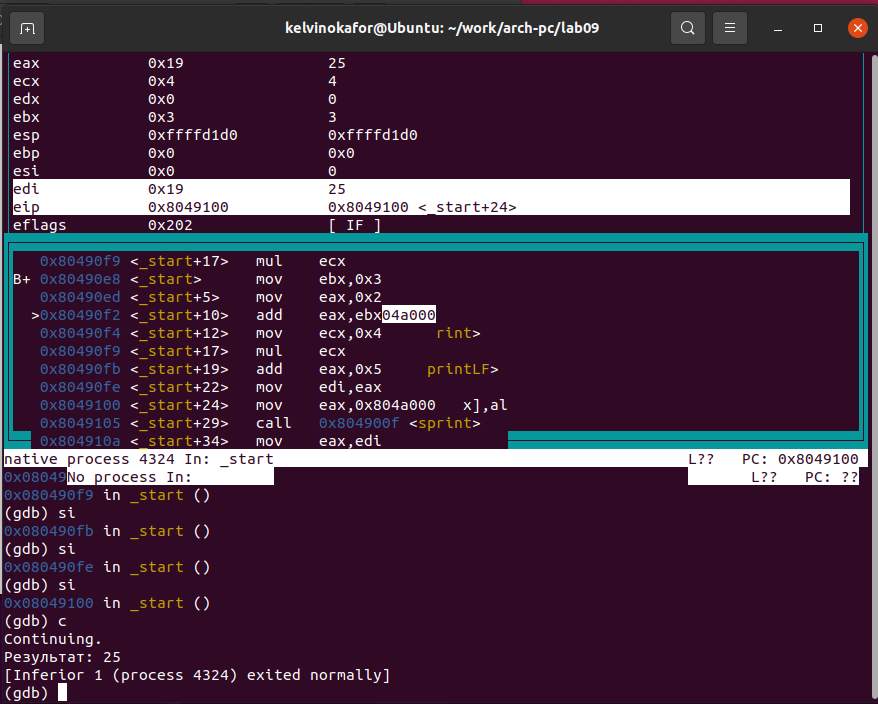 kelvinokafor@Ubuntu: ~/work/arch-pc/lab09
eax 0x19 25
ecx 0x4 4
edx 0x0 0
ebx 0x3 3
esp 0xffffd1d0 0xffffd1d0
ebp 0x0 0x0
esi 0x0 0
edi 0x19 25
eip 0x8049100 0x8049100 <_start+24>
eflags 0x202 [ IF ]
0x80490f9 <_start+17> mul ecx
B+ 0x80490e8 <_start> mov ebx,0x3
0x80490ed <_start+5> mov eax,0x2
>0x80490f2 <_start+10> add eax,ebx04a000
0x80490f4 <_start+12> mov ecx,0x4 rint>
0x80490f9 <_start+17> mul ecx
0x80490fb <_start+19> add eax,0x5 printLF>
0x80490fe <_start+22> mov edi,eax
0x8049100 <_start+24> mov eax,0x804a000 x],al
0x8049105 <_start+29> call 0x804900f <sprint>
0x804910a <_start+34> mov eax,edi
native process 4324 In: _start L?? PC: 0x8049100
0x08049No process In: L?? PC: ??
0x080490f9 in _start ()
(gdb) si
0x080490fb in _start ()
(gdb) si
0x080490fe in _start ()
(gdb) si
0x08049100 in _start ()
(gdb) c
Continuing.
Результат: 25
[Inferior 1 (process 4324) exited normally]
(gdb)